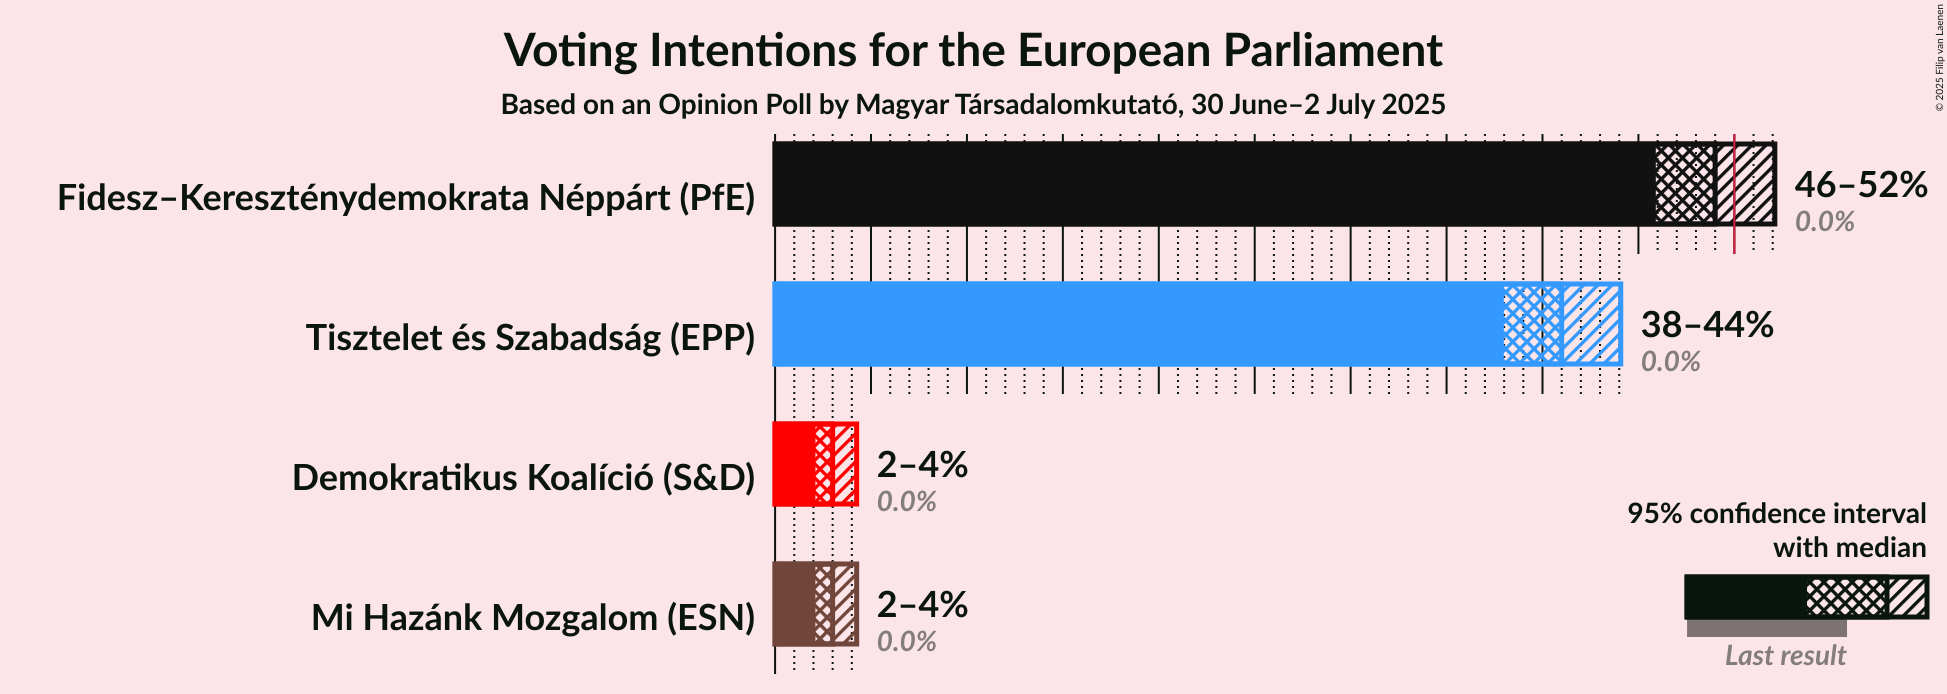 Voting Intentions for the European Parliament
Based on an Opinion Poll by Magyar Társadalomkutató, 30 June–2 July 2025
© 2025 Filip van Laenen
Fidesz–Kereszténydemokrata Néppárt (PfE)
46–52%
0.0%
Tisztelet és Szabadság (EPP)
38–44%
0.0%
Demokratikus Koalíció (S&D)
2–4%
0.0%
Mi Hazánk Mozgalom (ESN)
2–4%
0.0%
95% confidence interval
with median
Last result